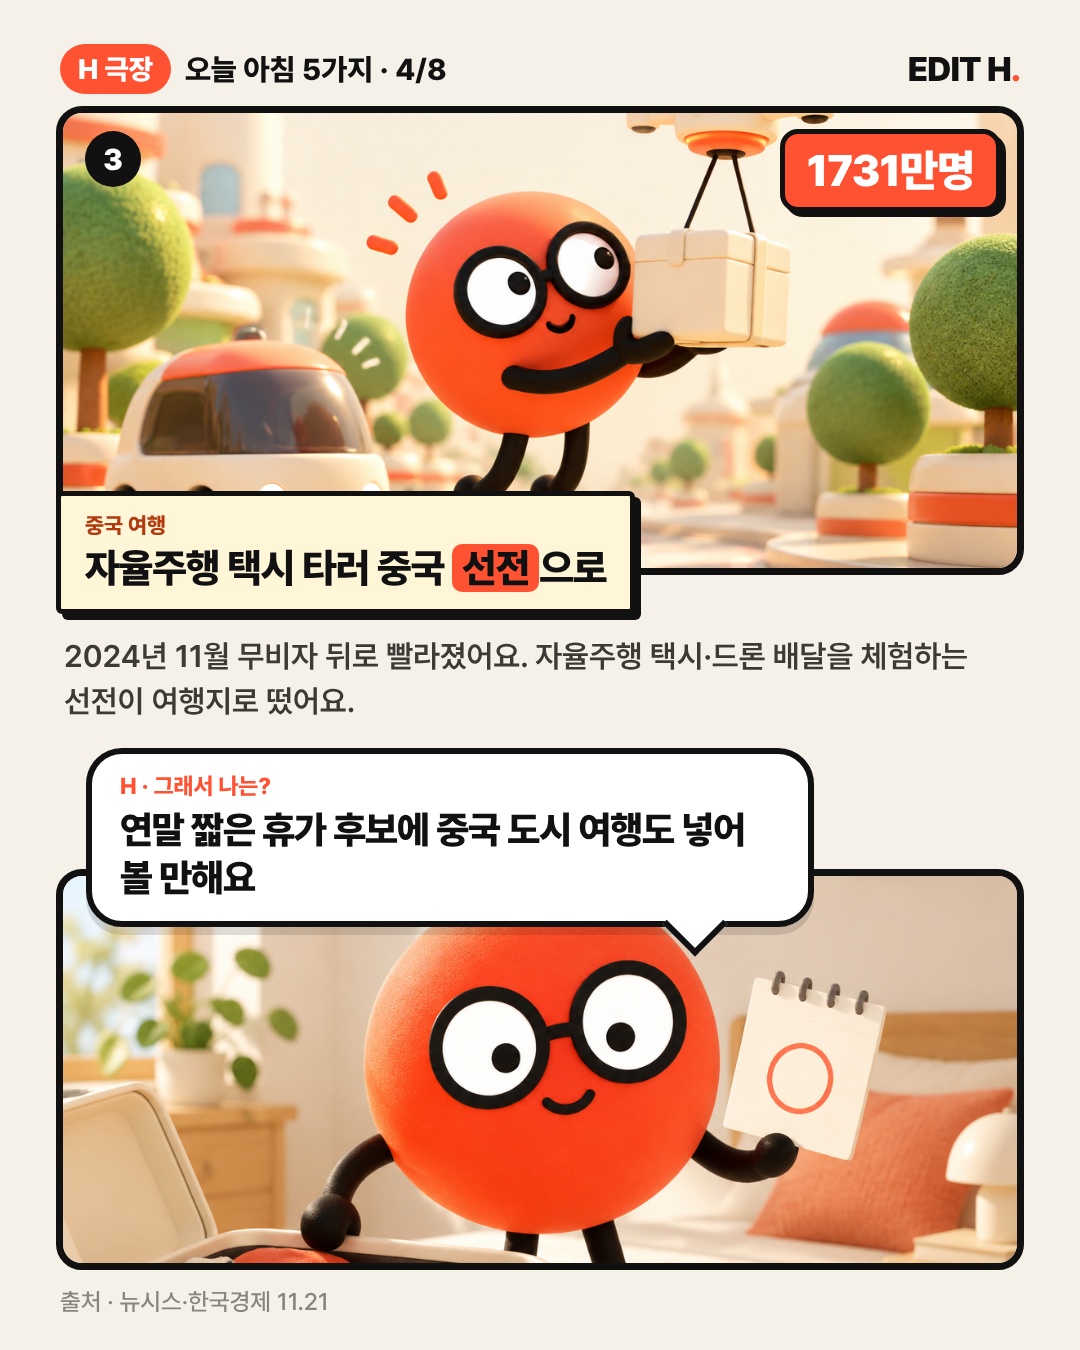 H 극장 오늘 아침 5가지 · 4/8 EDIT H.
3
1731만명
중국 여행
자율주행 택시 타러 중국 선전으로
2024년 11월 무비자 뒤로 빨라졌어요. 자율주행 택시·드론 배달을 체험하는
선전이 여행지로 떴어요.
H · 그래서 나는?
연말 짧은 휴가 후보에 중국 도시 여행도 넣어
볼 만해요
출처 · 뉴시스·한국경제 11.21